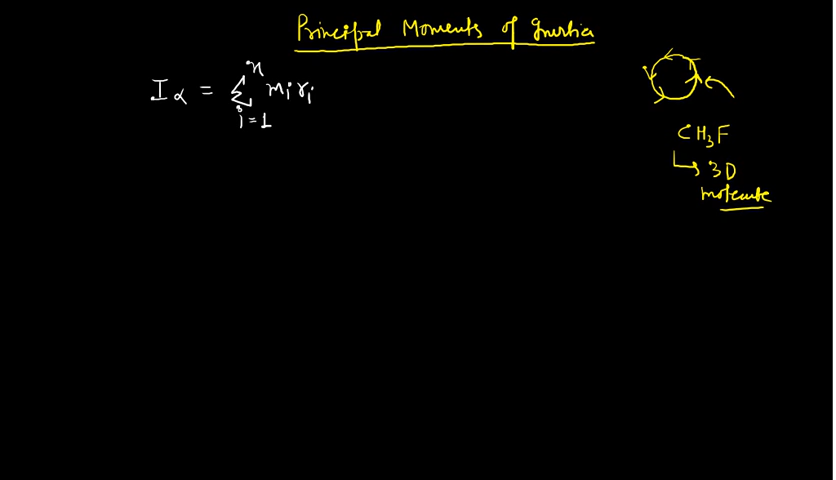 Principal Moments of Inertia
I_α = Σ_{i=1}^{n} m_i r_i
CH₃F
↳ 3D
molecule